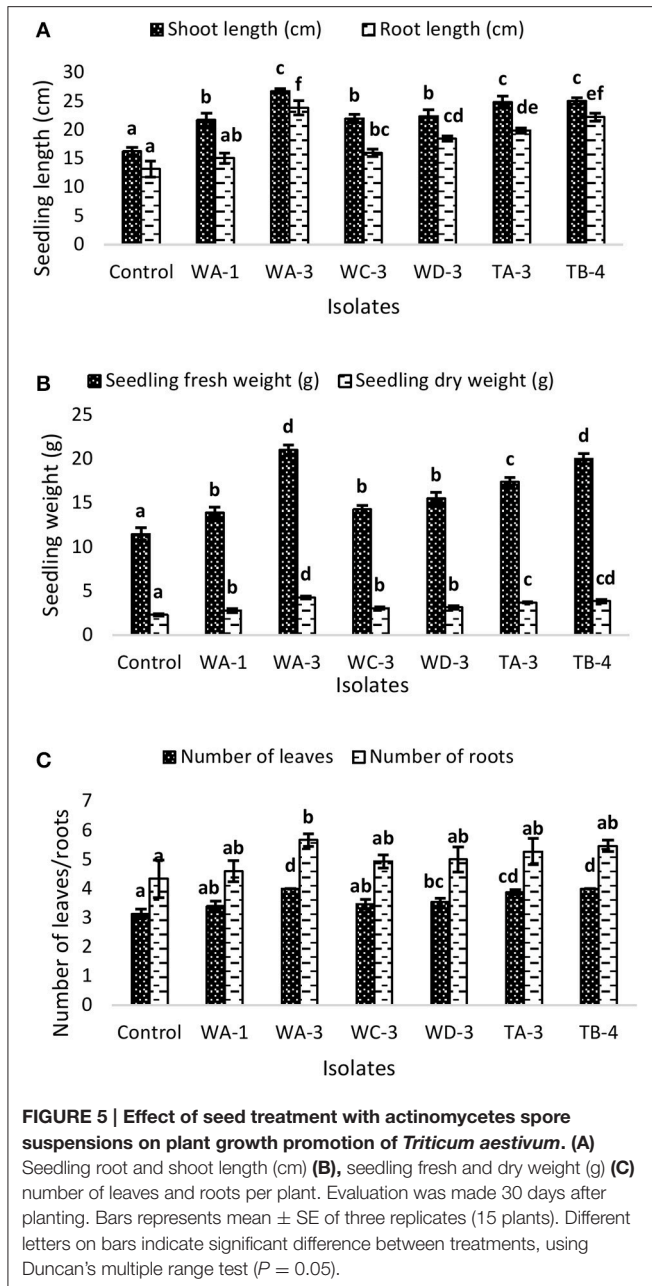 A
Shoot length (cm) Root length (cm)
Seedling length (cm)
30
25
20
15
10
5
0
a a b ab c f b bc b cd c de c ef
Control WA-1 WA-3 WC-3 WD-3 TA-3 TB-4
Isolates
B
Seedling fresh weight (g) Seedling dry weight (g)
Seedling weight (g)
25
20
15
10
5
0
a a b b d d b b b b c c d cd
Control WA-1 WA-3 WC-3 WD-3 TA-3 TB-4
Isolates
C
Number of leaves Number of roots
Number of leaves/roots
7
6
5
4
3
2
1
0
a a ab ab d b ab ab bc ab cd ab d ab
Control WA-1 WA-3 WC-3 WD-3 TA-3 TB-4
Isolates
FIGURE 5 | Effect of seed treatment with actinomycetes spore
suspensions on plant growth promotion of Triticum aestivum. (A)
Seedling root and shoot length (cm) (B), seedling fresh and dry weight (g) (C)
number of leaves and roots per plant. Evaluation was made 30 days after
planting. Bars represents mean ± SE of three replicates (15 plants). Different
letters on bars indicate significant difference between treatments, using
Duncan's multiple range test (P = 0.05).